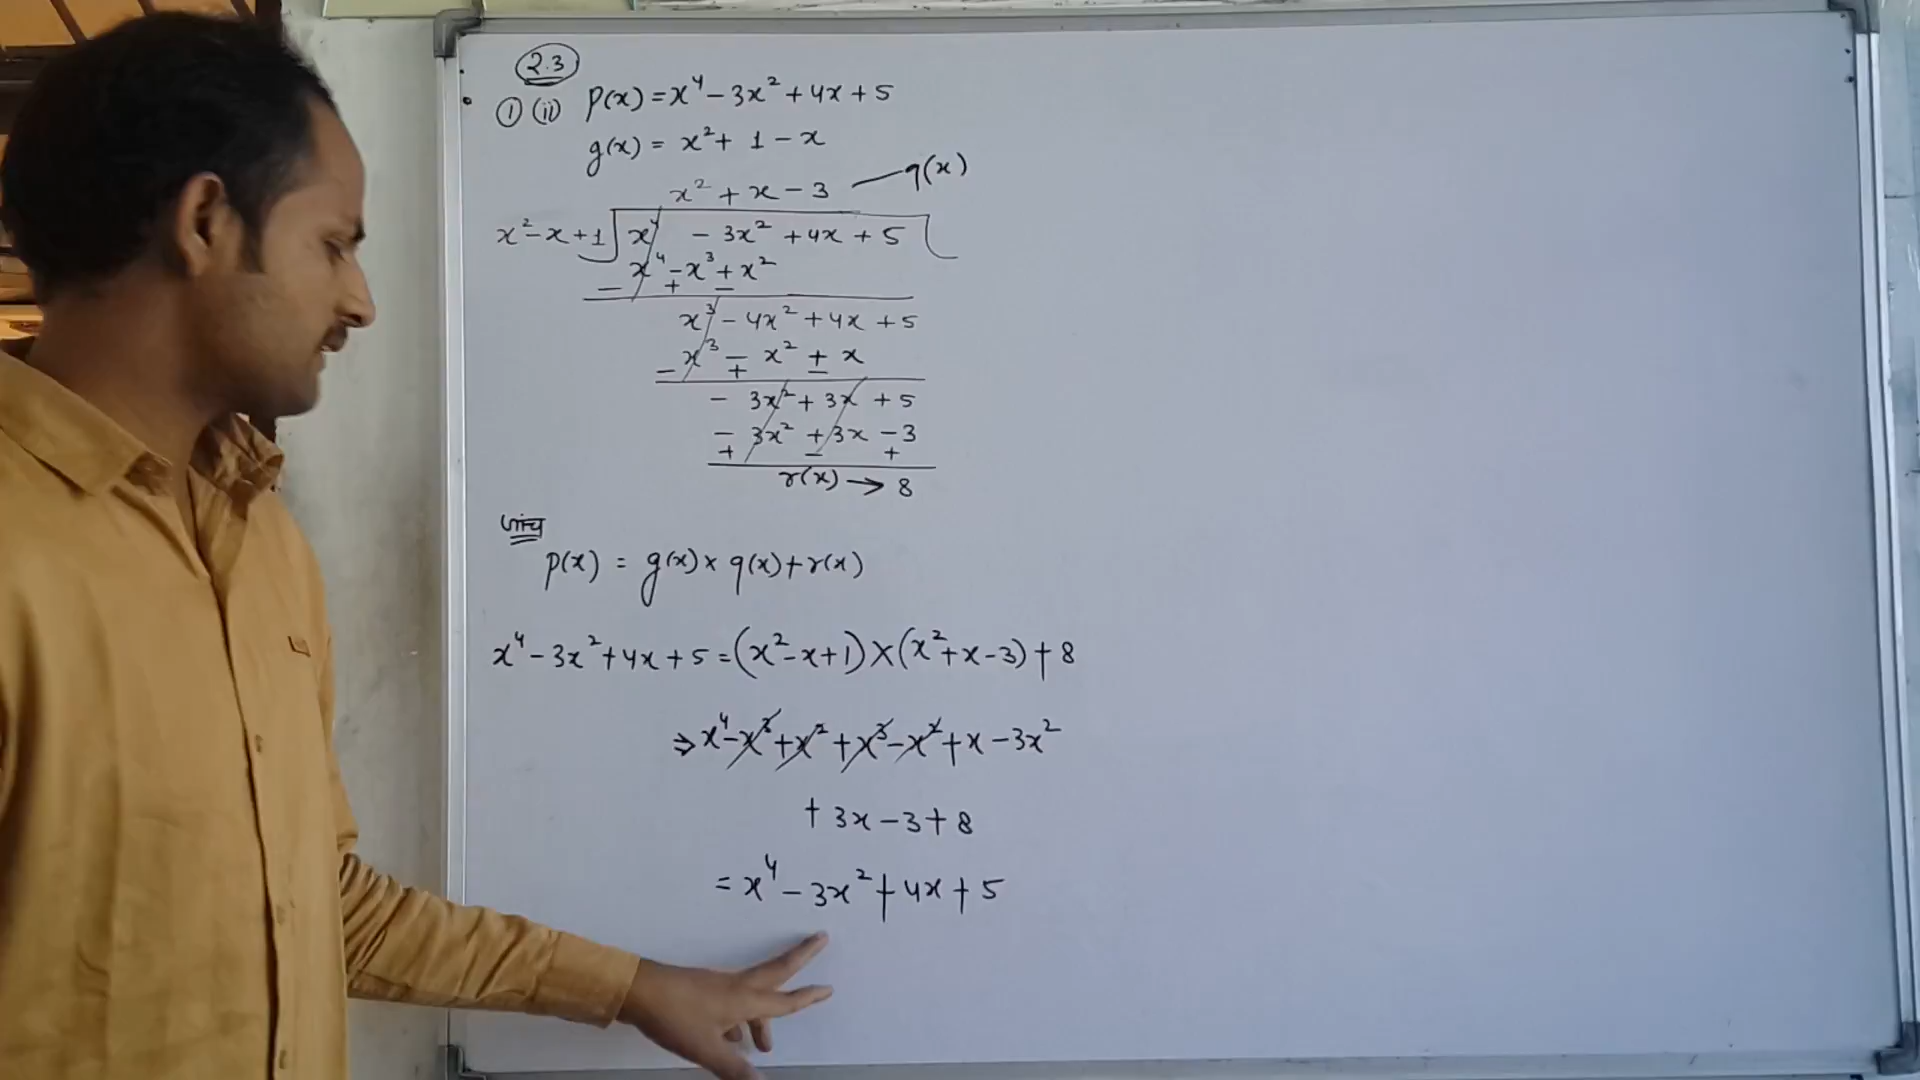 2.3
① (ii) p(x) = x⁴ - 3x² + 4x + 5
g(x) = x² + 1 - x
x² + x - 3 — q(x)
x² - x + 1 ) x⁴ - 3x² + 4x + 5 (
x⁴ - x³ + x²
- + -
x³ - 4x² + 4x + 5
x³ - x² + x
- + -
- 3x² + 3x + 5
- 3x² + 3x - 3
+ - +
r(x) → 8
जांच
p(x) = g(x) × q(x) + r(x)
x⁴ - 3x² + 4x + 5 = (x² - x + 1) × (x² + x - 3) + 8
⇒ x⁴ - x³ + x² + x³ - x² + x - 3x²
+ 3x - 3 + 8
= x⁴ - 3x² + 4x + 5